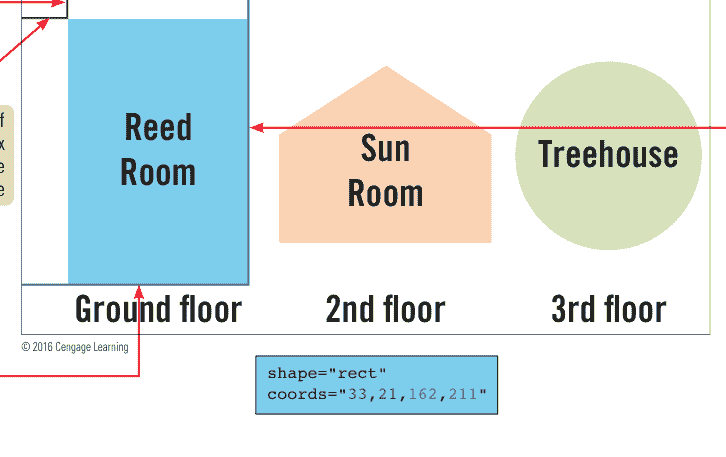 f
x
e
e
Reed
Room
Sun
Room
Treehouse
Ground floor
2nd floor
3rd floor
© 2016 Cengage Learning
shape="rect"
coords="33,21,162,211"